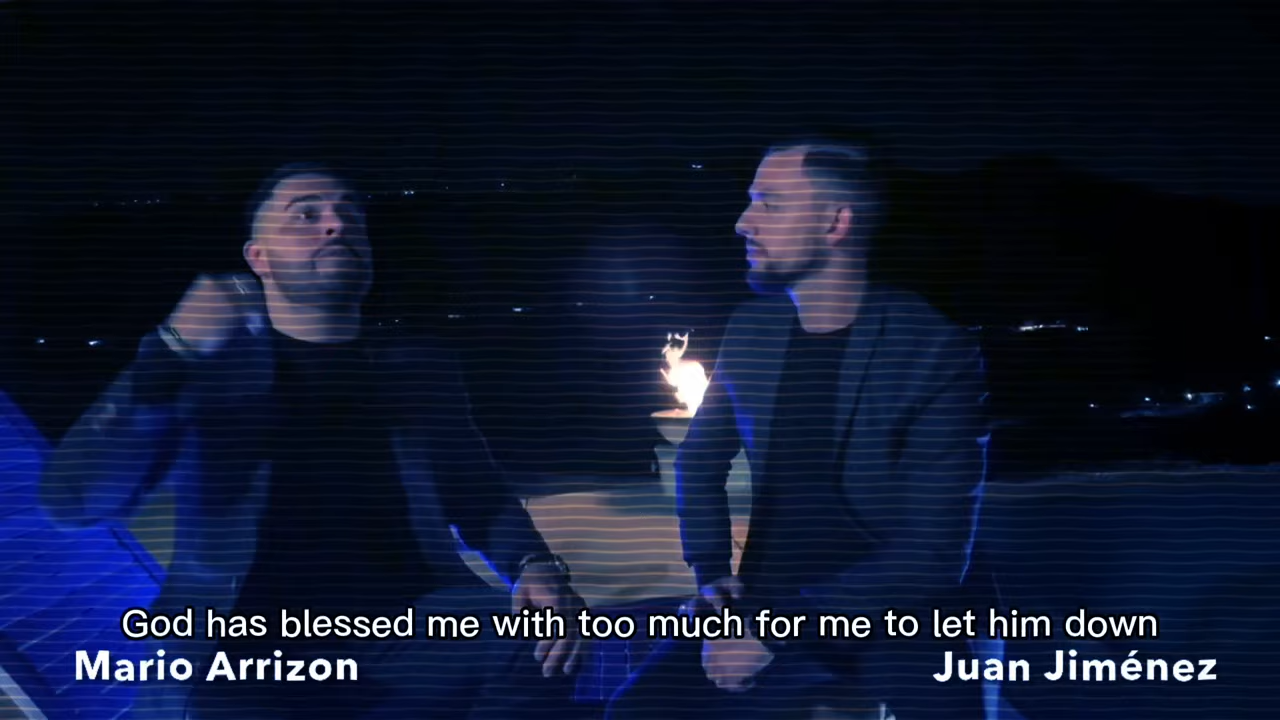 God has blessed me with too much for me to let him down
Mario Arrizon
Juan Jiménez